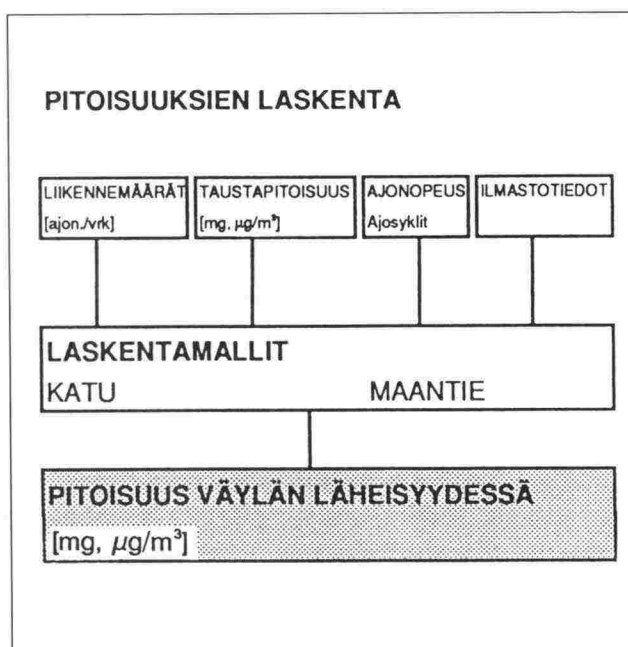 PITOISUUKSIEN LASKENTA
LIIKENNEMÄÄRÄT
[ajon./vrk]
TAUSTAPITOISUUS
[mg, µg/m³]
AJONOPEUS
Ajosyklit
ILMASTOTIEDOT
LASKENTAMALLIT
KATU MAANTIE
PITOISUUS VÄYLÄN LÄHEISYYDESSÄ
[mg, µg/m³]